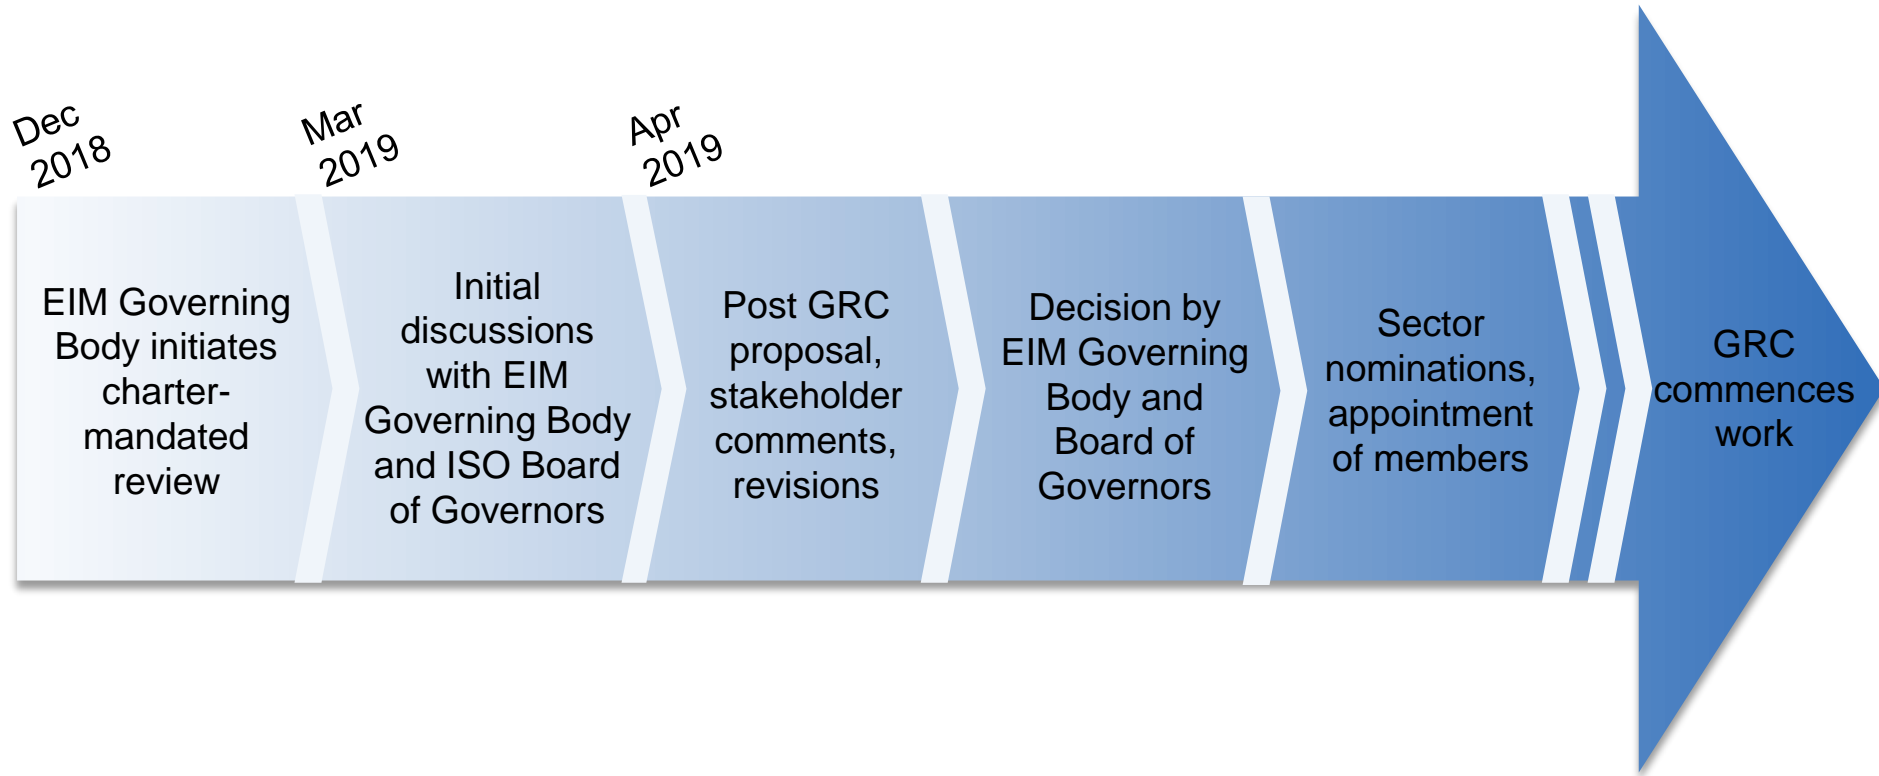 Dec
2018
Mar
2019
Apr
2019
EIM Governing
Body initiates
charter-
mandated
review
Initial
discussions
with EIM
Governing Body
and ISO Board
of Governors
Post GRC
proposal,
stakeholder
comments,
revisions
Decision by
EIM Governing
Body and
Board of
Governors
Sector
nominations,
appointment
of members
GRC
commences
work